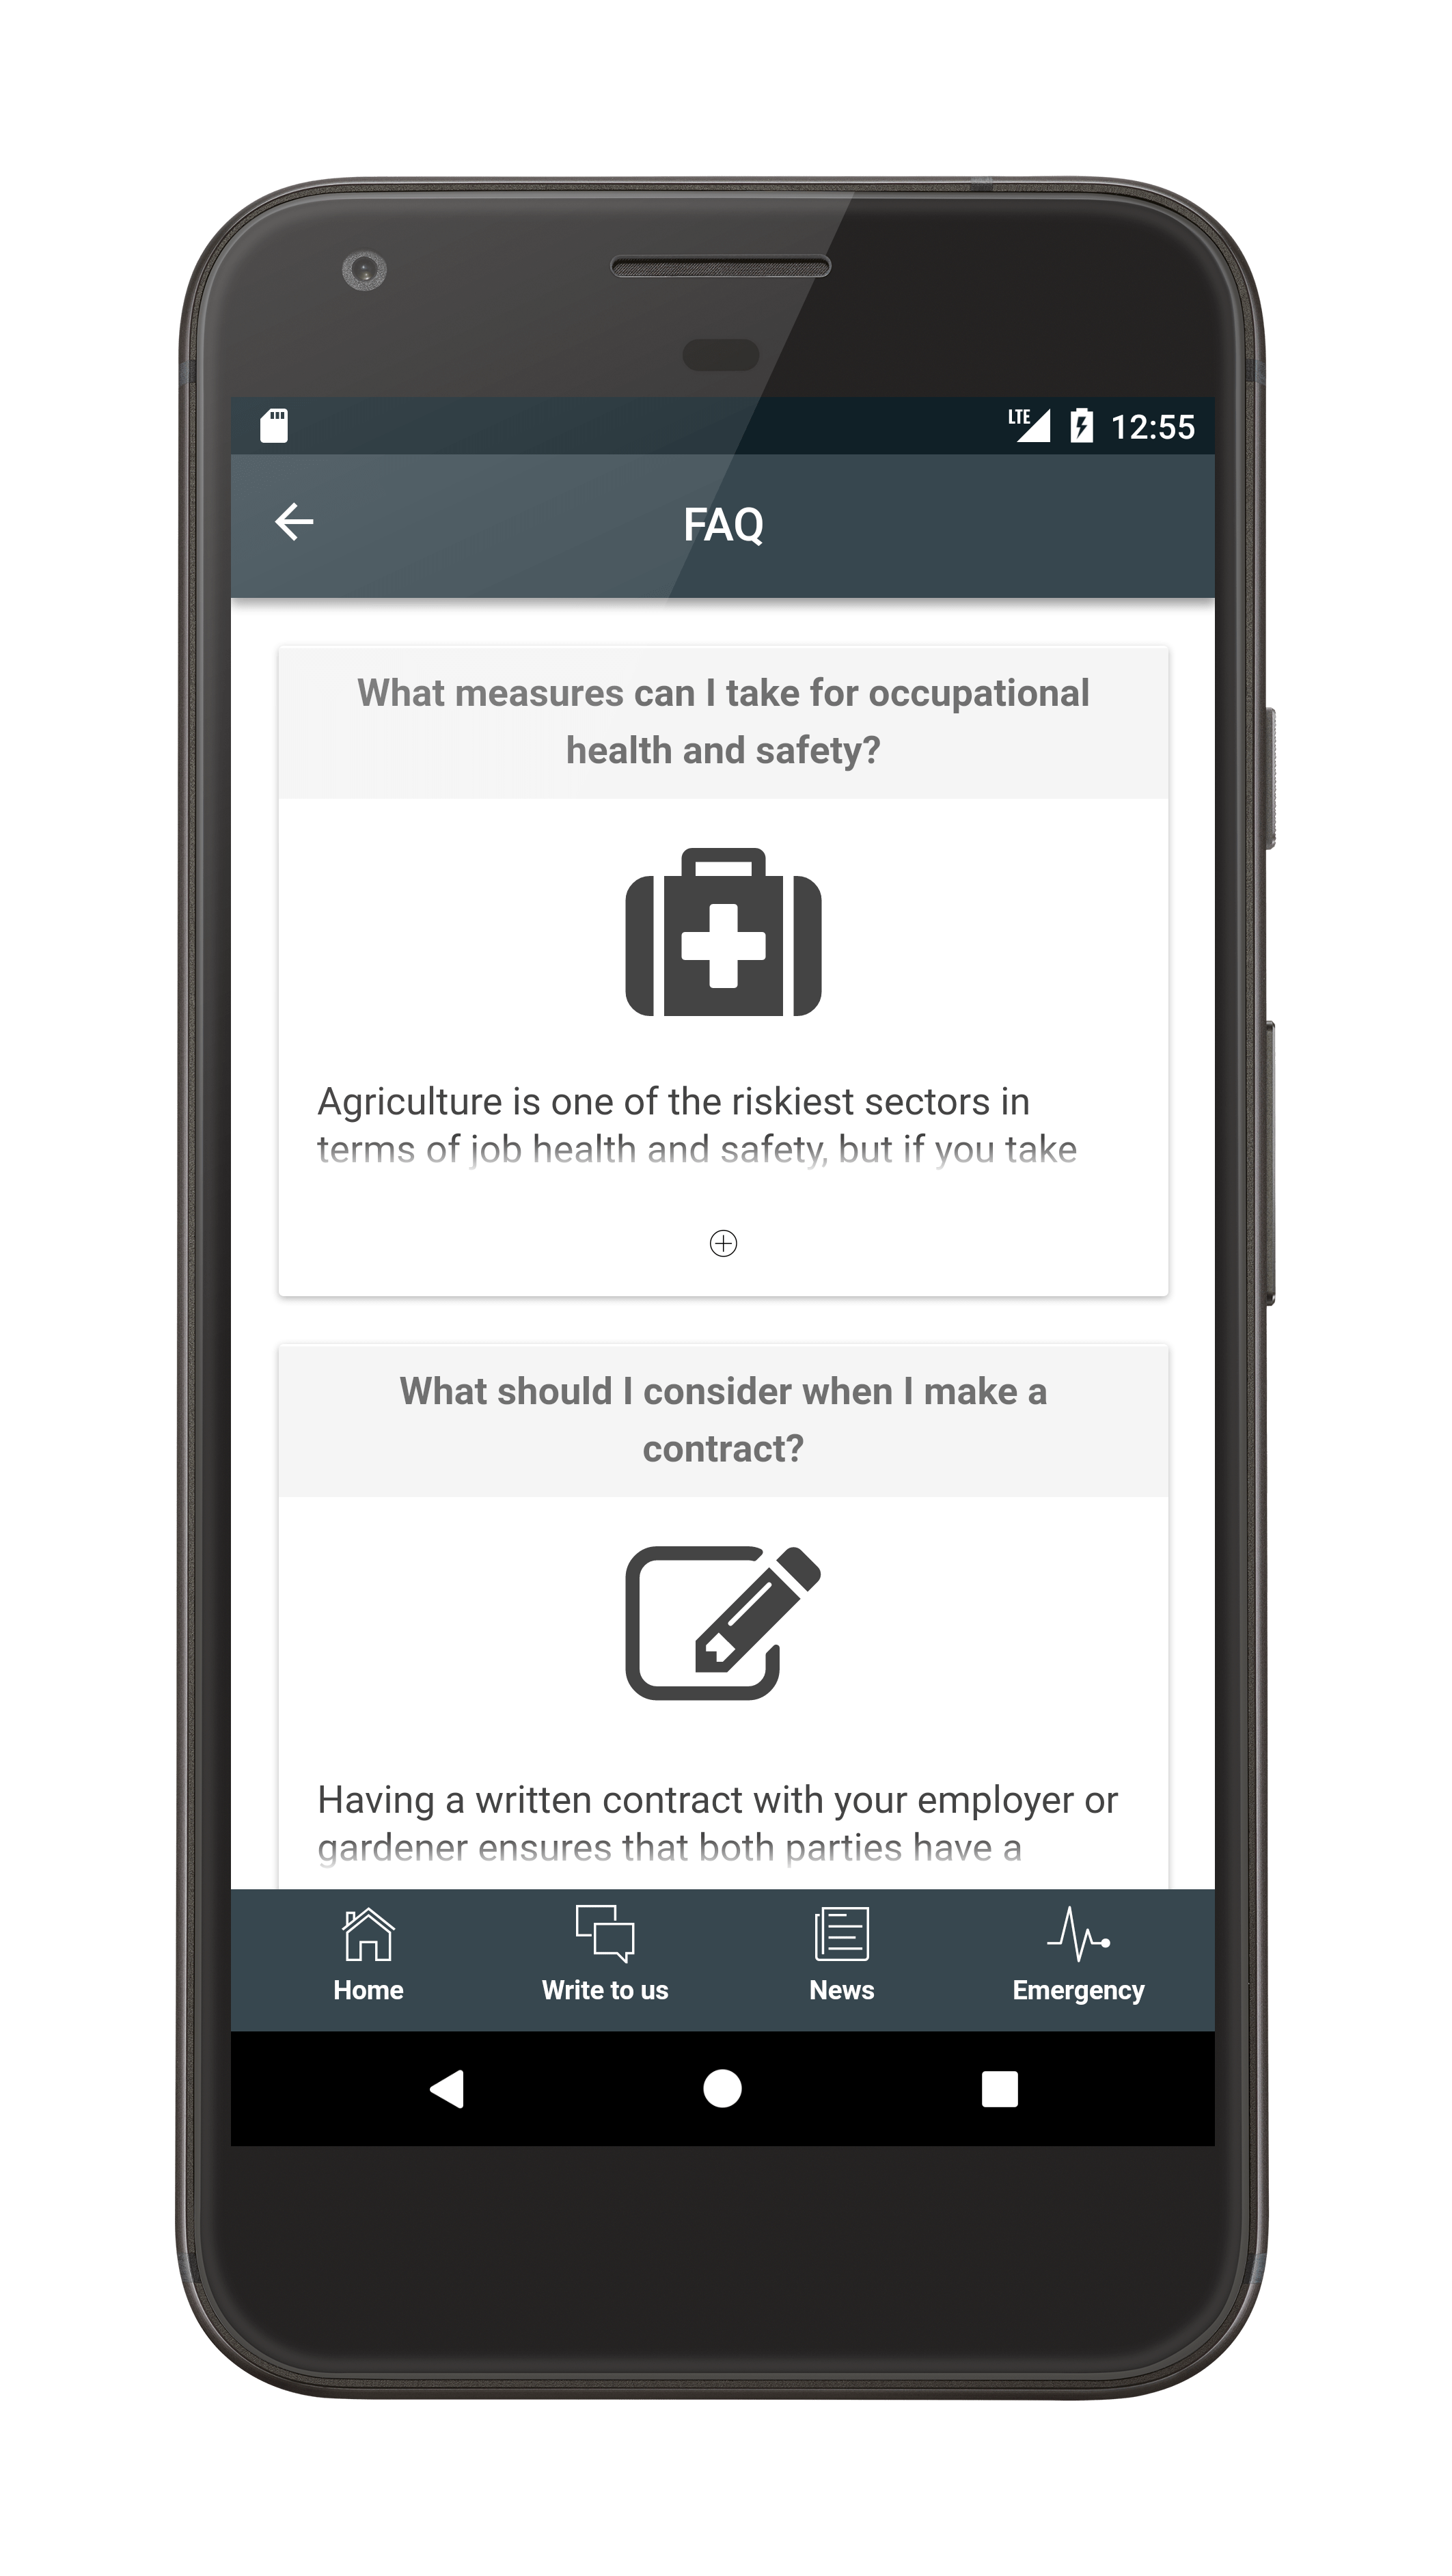 LTE 12:55
FAQ
What measures can I take for occupational
health and safety?
Agriculture is one of the riskiest sectors in
terms of job health and safety, but if you take
What should I consider when I make a
contract?
Having a written contract with your employer or
gardener ensures that both parties have a
Home Write to us News Emergency